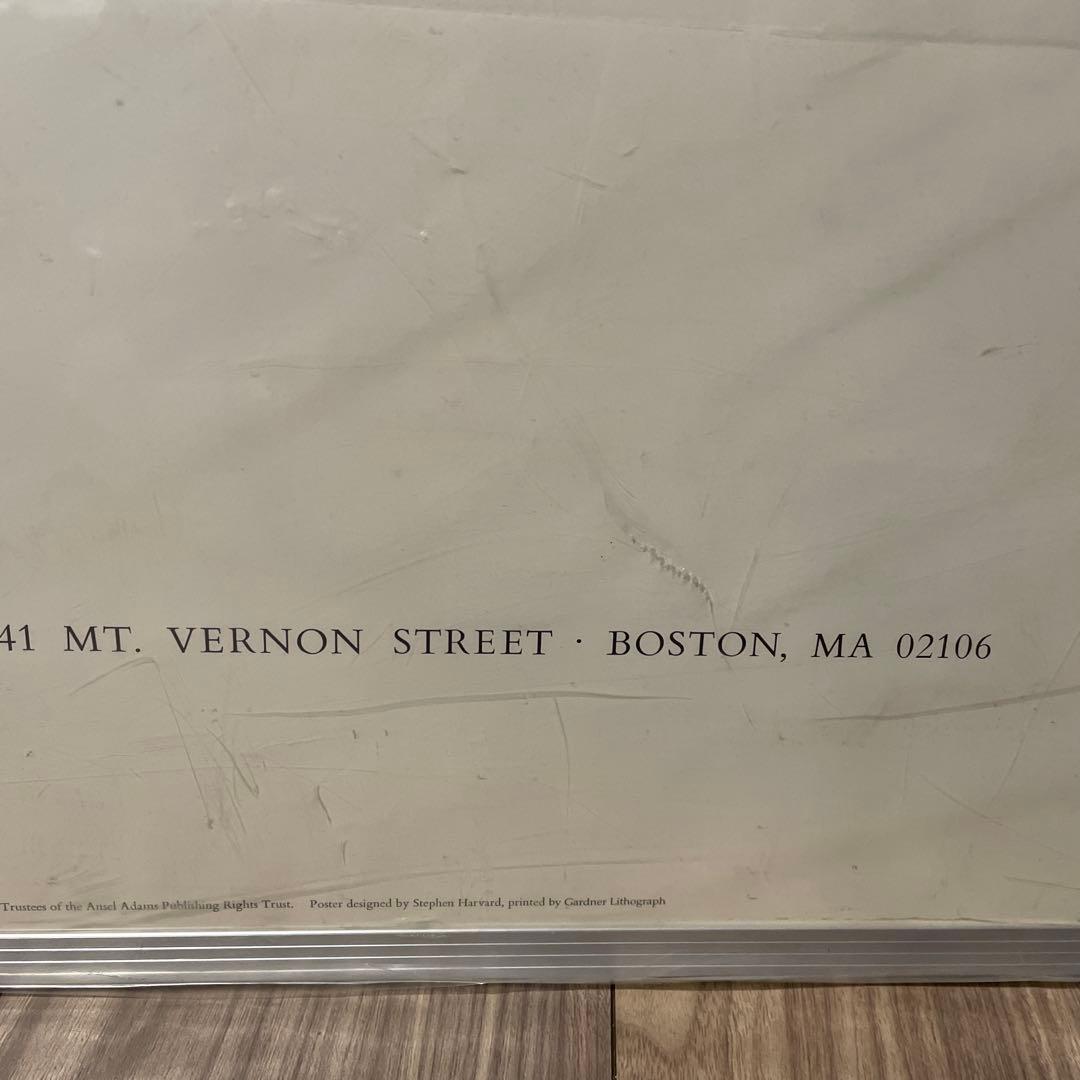 41 MT. VERNON STREET · BOSTON, MA 02106
Trustees of the Ansel Adams Publishing Rights Trust. Poster designed by Stephen Harvard, printed by Gardner Lithograph